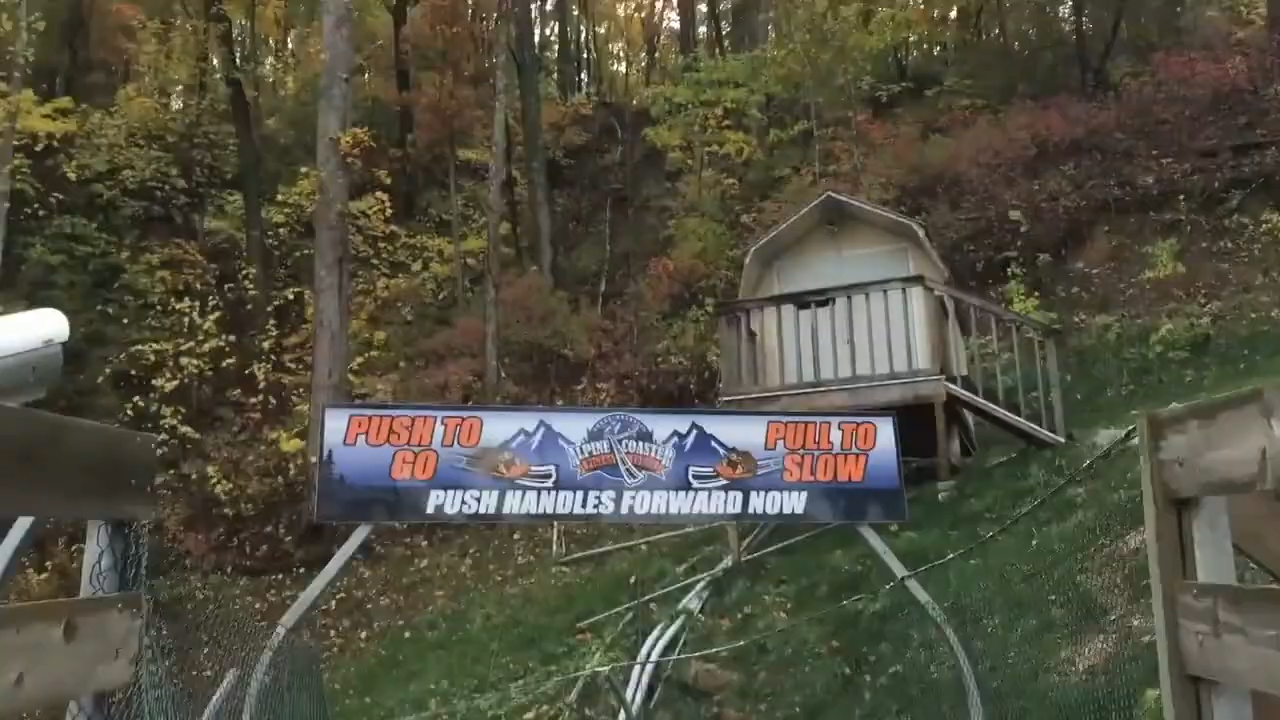 PUSH TO
GO
ALPINE COASTER
PULL TO
SLOW
PUSH HANDLES FORWARD NOW